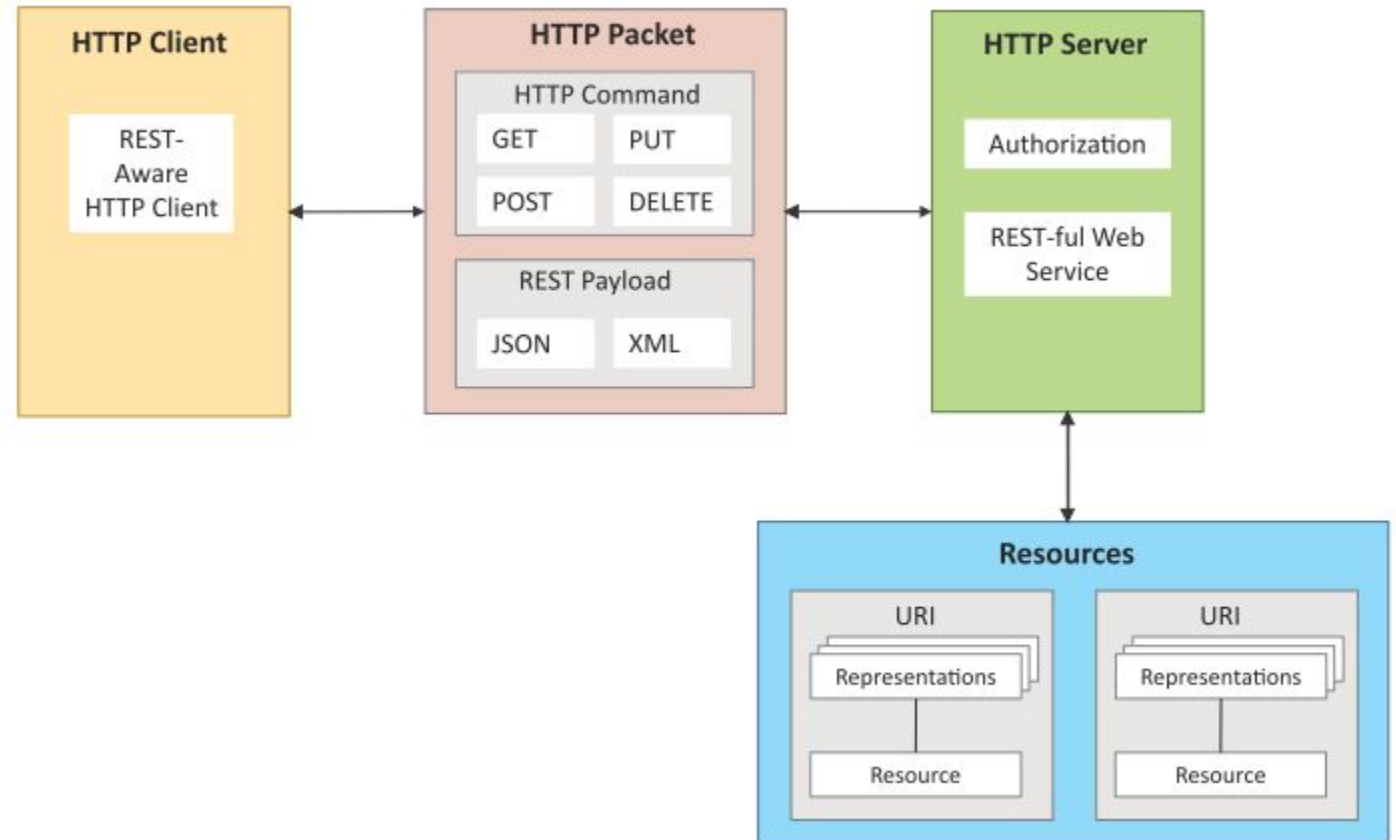 HTTP Client
REST-
Aware
HTTP Client
HTTP Packet
HTTP Command
GET
PUT
POST
DELETE
REST Payload
JSON
XML
HTTP Server
Authorization
REST-ful Web
Service
Resources
URI
Representations
Resource
URI
Representations
Resource